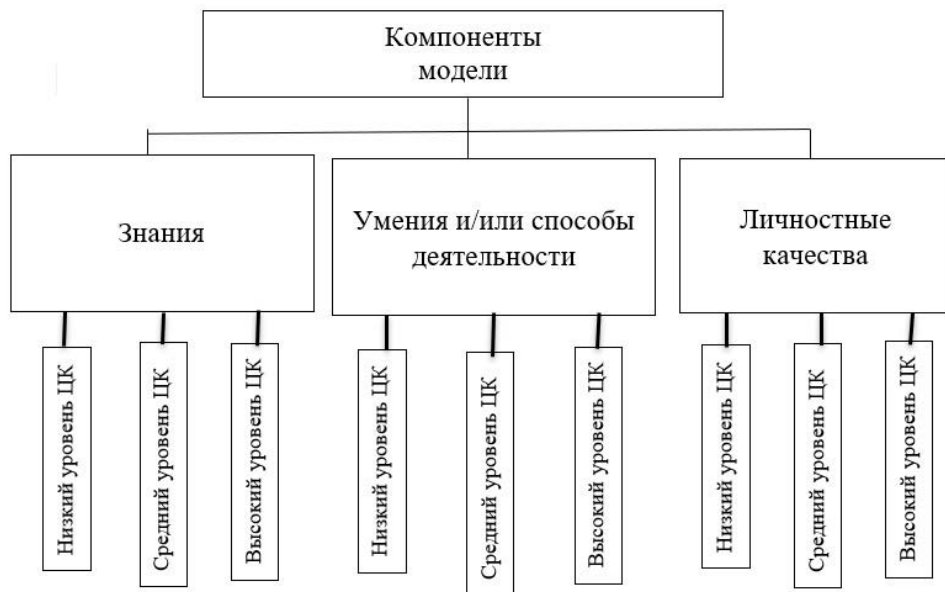 Компоненты
модели
Знания
Умения и/или способы
деятельности
Личностные
качества
Низкий уровень ЦК
Средний уровень ЦК
Высокий уровень ЦК
Низкий уровень ЦК
Средний уровень ЦК
Высокий уровень ЦК
Низкий уровень ЦК
Средний уровень ЦК
Высокий уровень ЦК